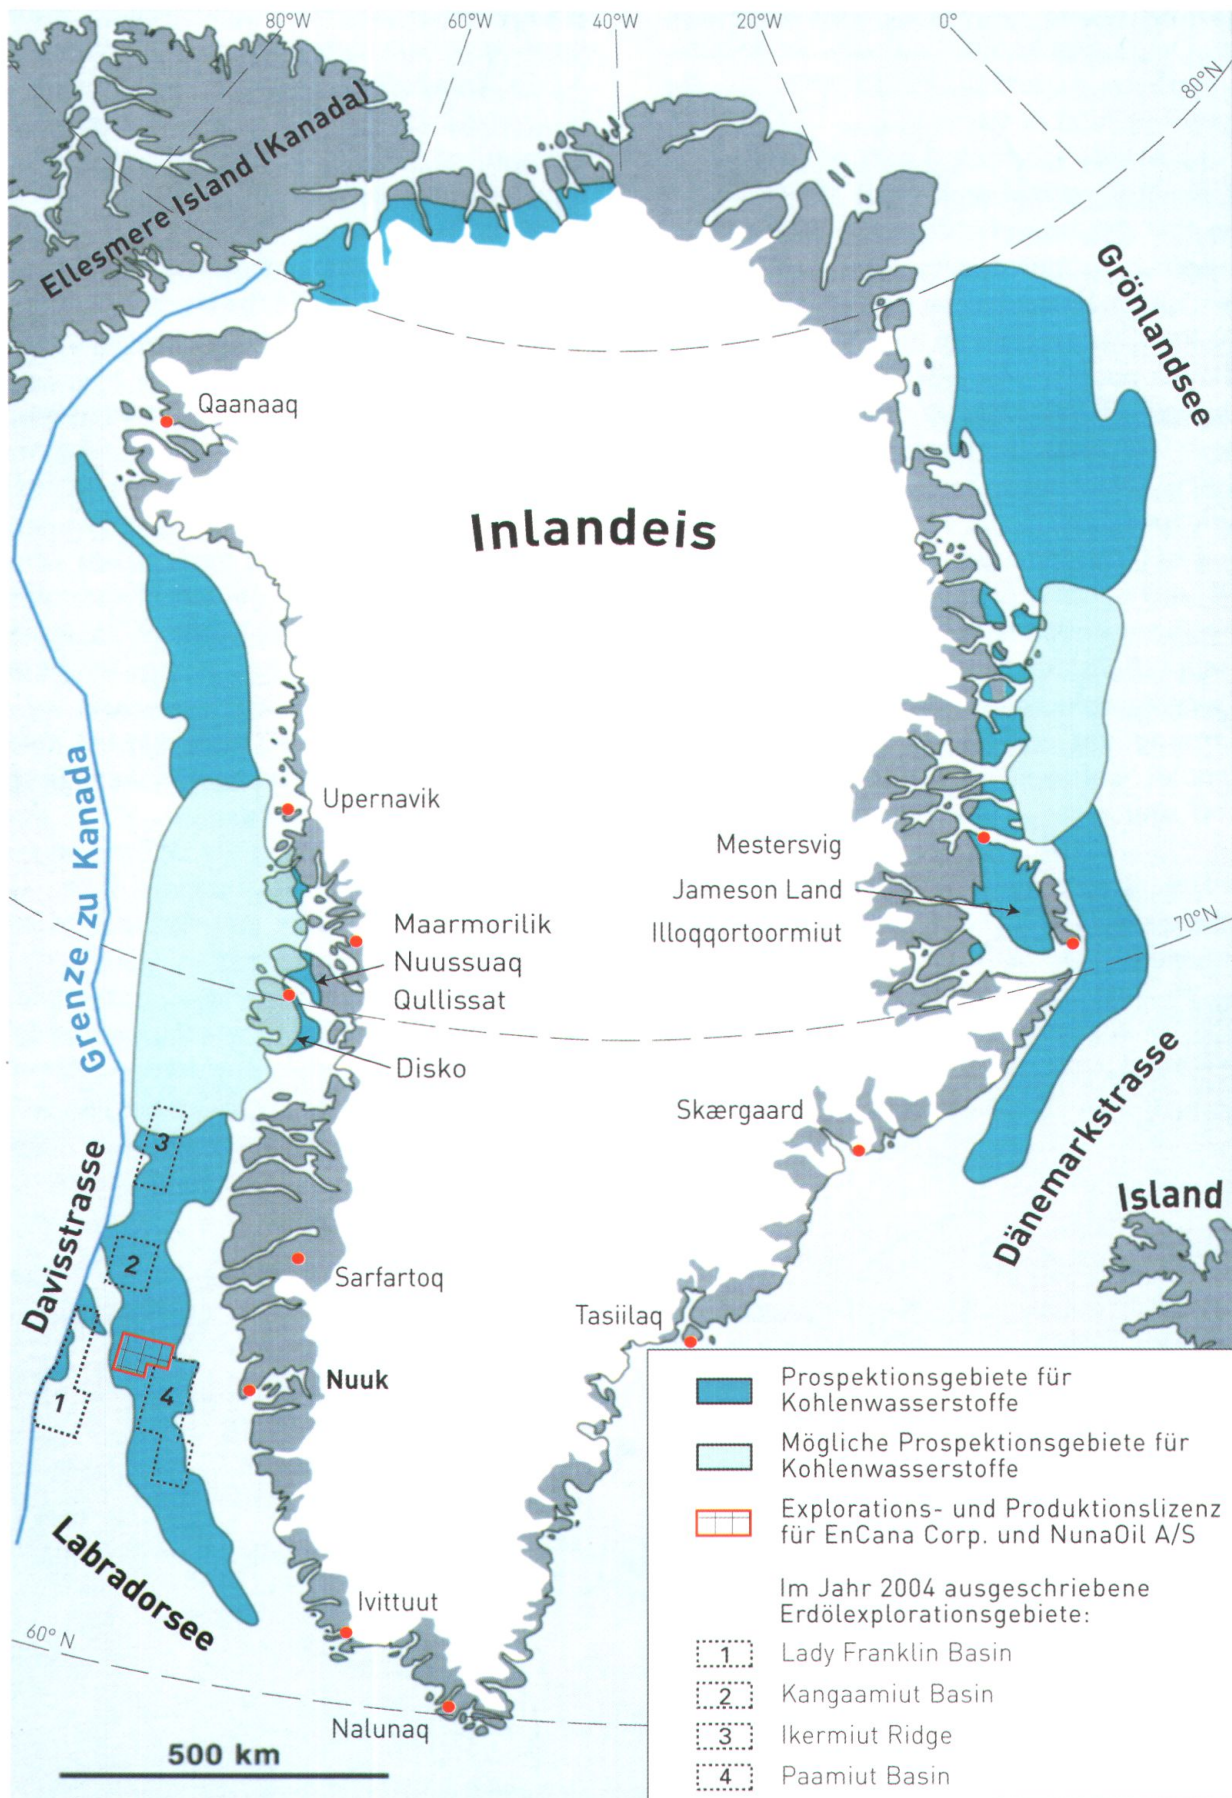 80°W
60°W
40°W
20°W
0°
80°N
Ellesmere Island (Kanada)
Grönlandsee
Qaanaaq
Inlandeis
Grenze zu Kanada
Upernavik
Mestersvig
Jameson Land
Illoqqortoormiut
70°N
Maarmorilik
Nuussuaq
Qullissat
Disko
Skærgaard
Dänemarkstrasse
Island
3
Davisstrasse
2
Sarfartoq
Tasiilaq
Nuuk
1
4
Labradorsee
Ivittuut
60° N
Nalunaq
500 km
Prospektionsgebiete für
Kohlenwasserstoffe
Mögliche Prospektionsgebiete für
Kohlenwasserstoffe
Explorations- und Produktionslizenz
für EnCana Corp. und NunaOil A/S
Im Jahr 2004 ausgeschriebene
Erdölexplorationsgebiete:
1 Lady Franklin Basin
2 Kangaamiut Basin
3 Ikermiut Ridge
4 Paamiut Basin